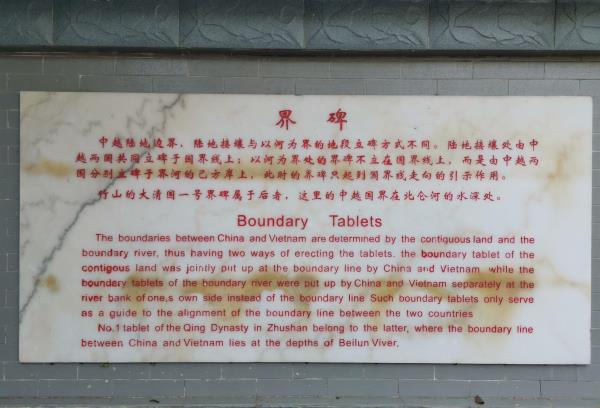 界碑
中越陆地边界，陆地接壤与以河为界的地段立碑方式不同。陆地接壤处由中
越两国共同立碑于国界线上；以河为界处的界碑不立在国界线上，而是由中越两
国分别立碑于界河的己方岸上，此时的界碑只起到国界线走向的引示作用。
竹山的大清国一号界碑属于后者，这里的中越国界在北仑河的水深处。
Boundary Tablets
The boundaries between China and Vietnam are determined by the contiguous land and the
boundary river, thus having two ways of erecting the tablets. the boundary tablet of the
contigous land was jointly put up at the boundary line by China and Vietnam while the
boundary tablets of the boundary river were put up by China and Vietnam separately at the
river bank of one,s own side instead of the boundary line Such boundary tablets only serve
as a guide to the alignment of the boundary line between the two countries
No.1 tablet of the Qing Dynasty in Zhushan belong to the latter, where the boundary line
between China and Vietnam lies at the depths of Beilun Viver.